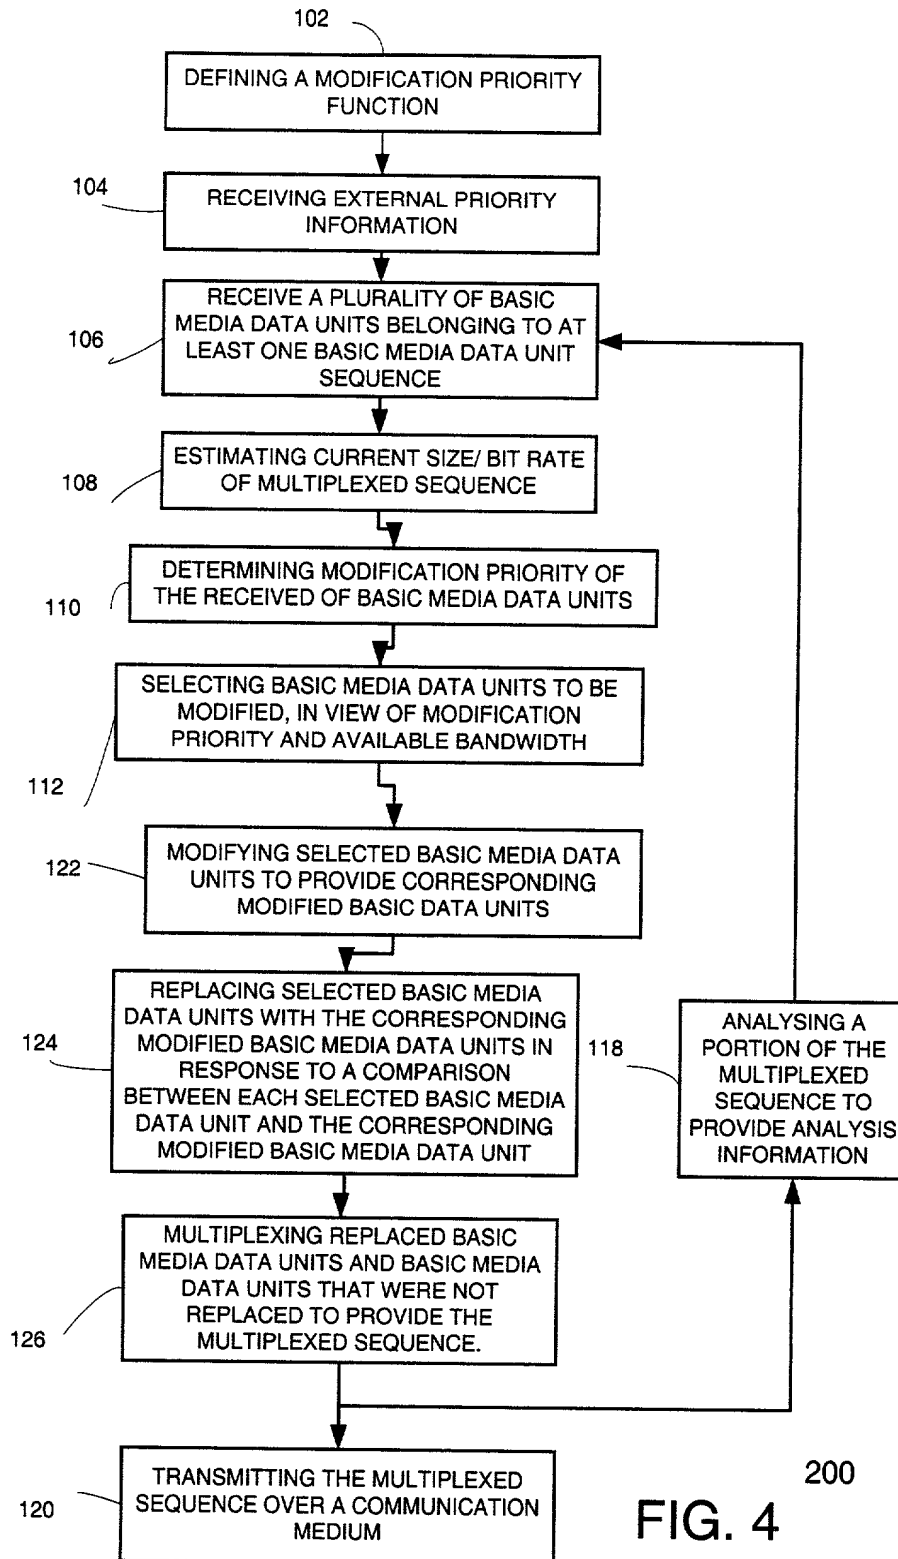 102
DEFINING A MODIFICATION PRIORITY
FUNCTION
104
RECEIVING EXTERNAL PRIORITY
INFORMATION
106
RECEIVE A PLURALITY OF BASIC
MEDIA DATA UNITS BELONGING TO AT
LEAST ONE BASIC MEDIA DATA UNIT
SEQUENCE
108
ESTIMATING CURRENT SIZE/ BIT RATE
OF MULTIPLEXED SEQUENCE
110
DETERMINING MODIFICATION PRIORITY OF
THE RECEIVED OF BASIC MEDIA DATA UNITS
112
SELECTING BASIC MEDIA DATA UNITS TO BE
MODIFIED, IN VIEW OF MODIFICATION
PRIORITY AND AVAILABLE BANDWIDTH
122
MODIFYING SELECTED BASIC MEDIA DATA
UNITS TO PROVIDE CORRESPONDING
MODIFIED BASIC DATA UNITS
124
REPLACING SELECTED BASIC MEDIA
DATA UNITS WITH THE CORRESPONDING
MODIFIED BASIC MEDIA DATA UNITS IN
RESPONSE TO A COMPARISON
BETWEEN EACH SELECTED BASIC MEDIA
DATA UNIT AND THE CORRESPONDING
MODIFIED BASIC MEDIA DATA UNIT
118
ANALYSING A
PORTION OF THE
MULTIPLEXED
SEQUENCE TO
PROVIDE ANALYSIS
INFORMATION
126
MULTIPLEXING REPLACED BASIC
MEDIA DATA UNITS AND BASIC MEDIA
DATA UNITS THAT WERE NOT
REPLACED TO PROVIDE THE
MULTIPLEXED SEQUENCE.
120
TRANSMITTING THE MULTIPLEXED
SEQUENCE OVER A COMMUNICATION
MEDIUM
200
FIG. 4